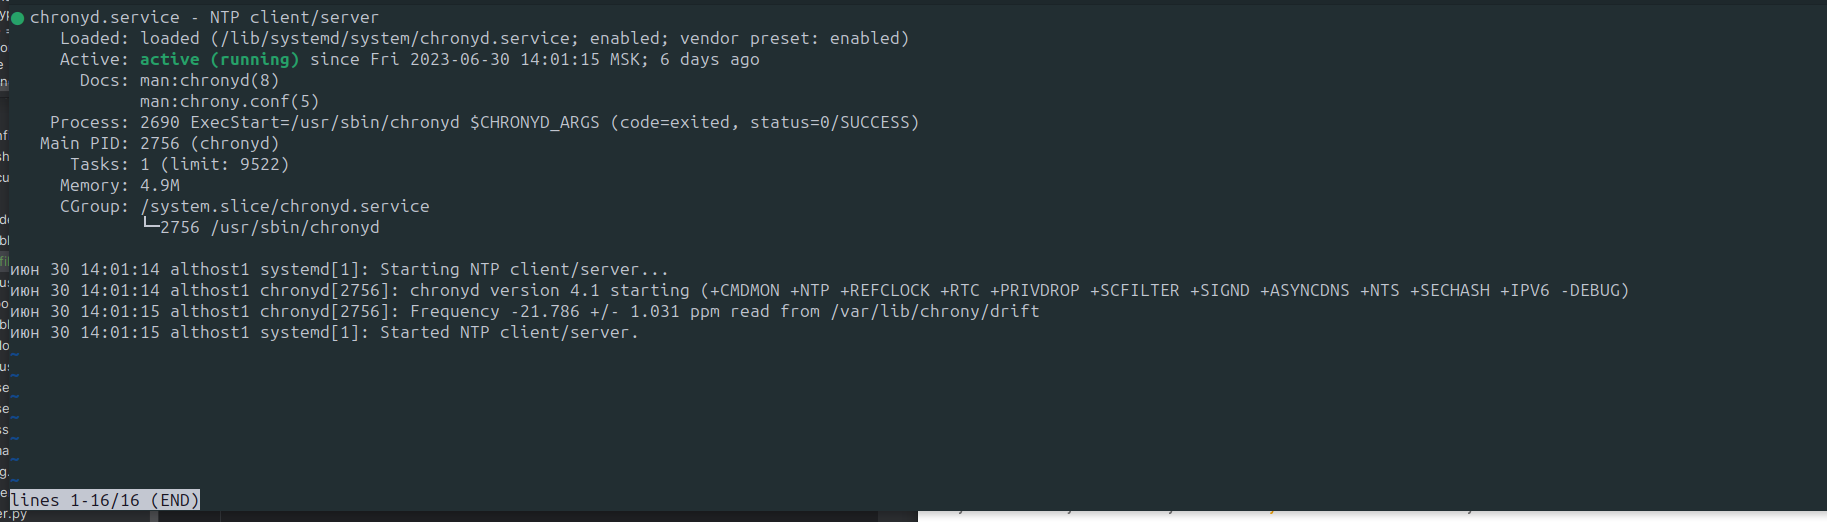 ● chronyd.service - NTP client/server
Loaded: loaded (/lib/systemd/system/chronyd.service; enabled; vendor preset: enabled)
Active: active (running) since Fri 2023-06-30 14:01:15 MSK; 6 days ago
Docs: man:chronyd(8)
man:chrony.conf(5)
Process: 2690 ExecStart=/usr/sbin/chronyd $CHRONYD_ARGS (code=exited, status=0/SUCCESS)
Main PID: 2756 (chronyd)
Tasks: 1 (limit: 9522)
Memory: 4.9M
CGroup: /system.slice/chronyd.service
└─2756 /usr/sbin/chronyd
июн 30 14:01:14 althost1 systemd[1]: Starting NTP client/server...
июн 30 14:01:14 althost1 chronyd[2756]: chronyd version 4.1 starting (+CMDMON +NTP +REFCLOCK +RTC +PRIVDROP +SCFILTER +SIGND +ASYNCDNS +NTS +SECHASH +IPV6 -DEBUG)
июн 30 14:01:15 althost1 chronyd[2756]: Frequency -21.786 +/- 1.031 ppm read from /var/lib/chrony/drift
июн 30 14:01:15 althost1 systemd[1]: Started NTP client/server.
~
~
~
~
~
~
~
lines 1-16/16 (END)